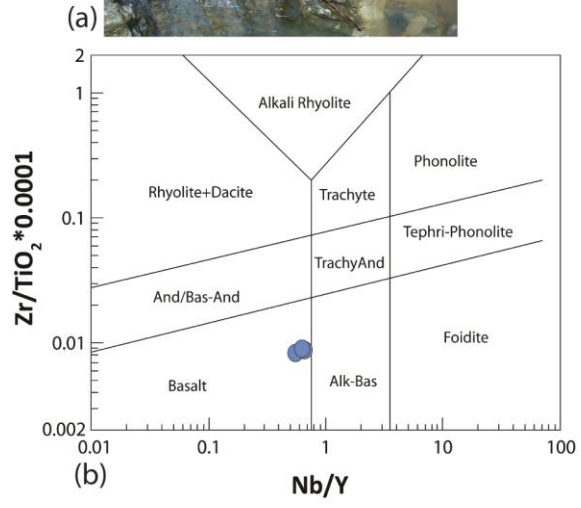 (a)
2
1
0.1
0.01
0.002
Zr/TiO₂*0.0001
Alkali Rhyolite
Phonolite
Rhyolite+Dacite
Trachyte
Tephri-Phonolite
TrachyAnd
And/Bas-And
Foidite
Basalt
Alk-Bas
0.01 0.1 1 10 100
(b)
Nb/Y